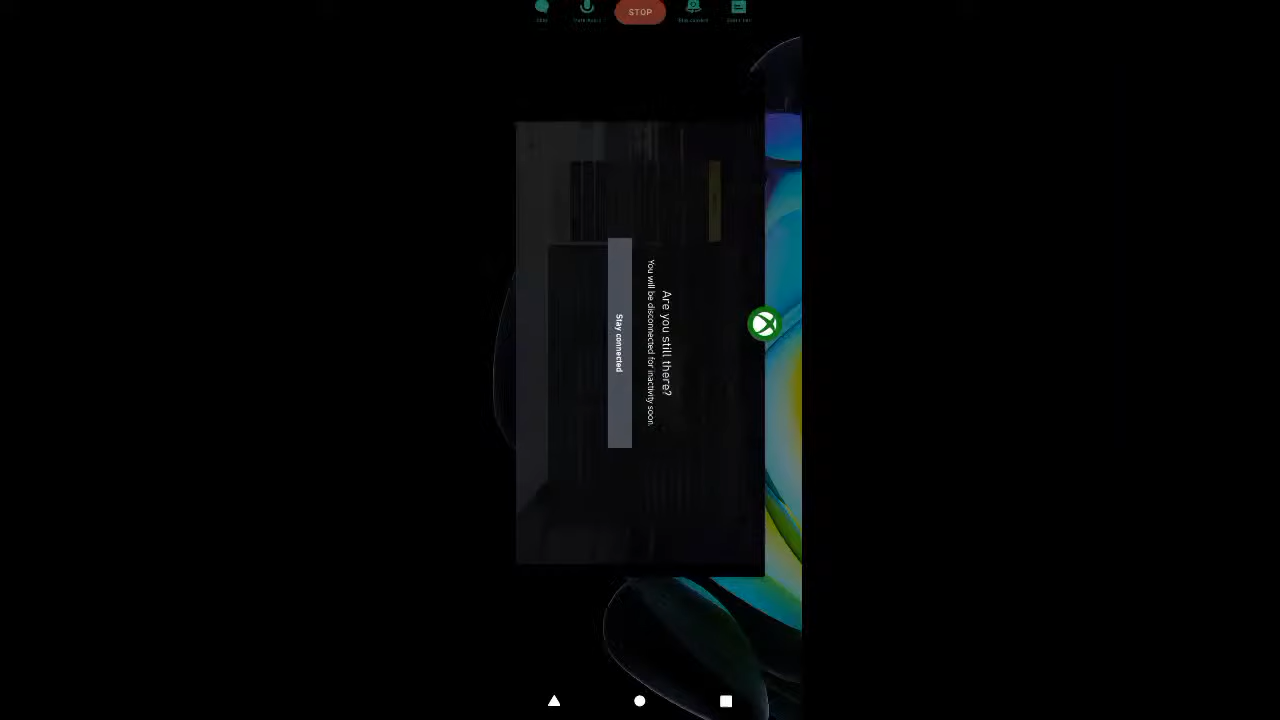 STOP
Are you still there?
You will be disconnected for inactivity soon.
Stay connected